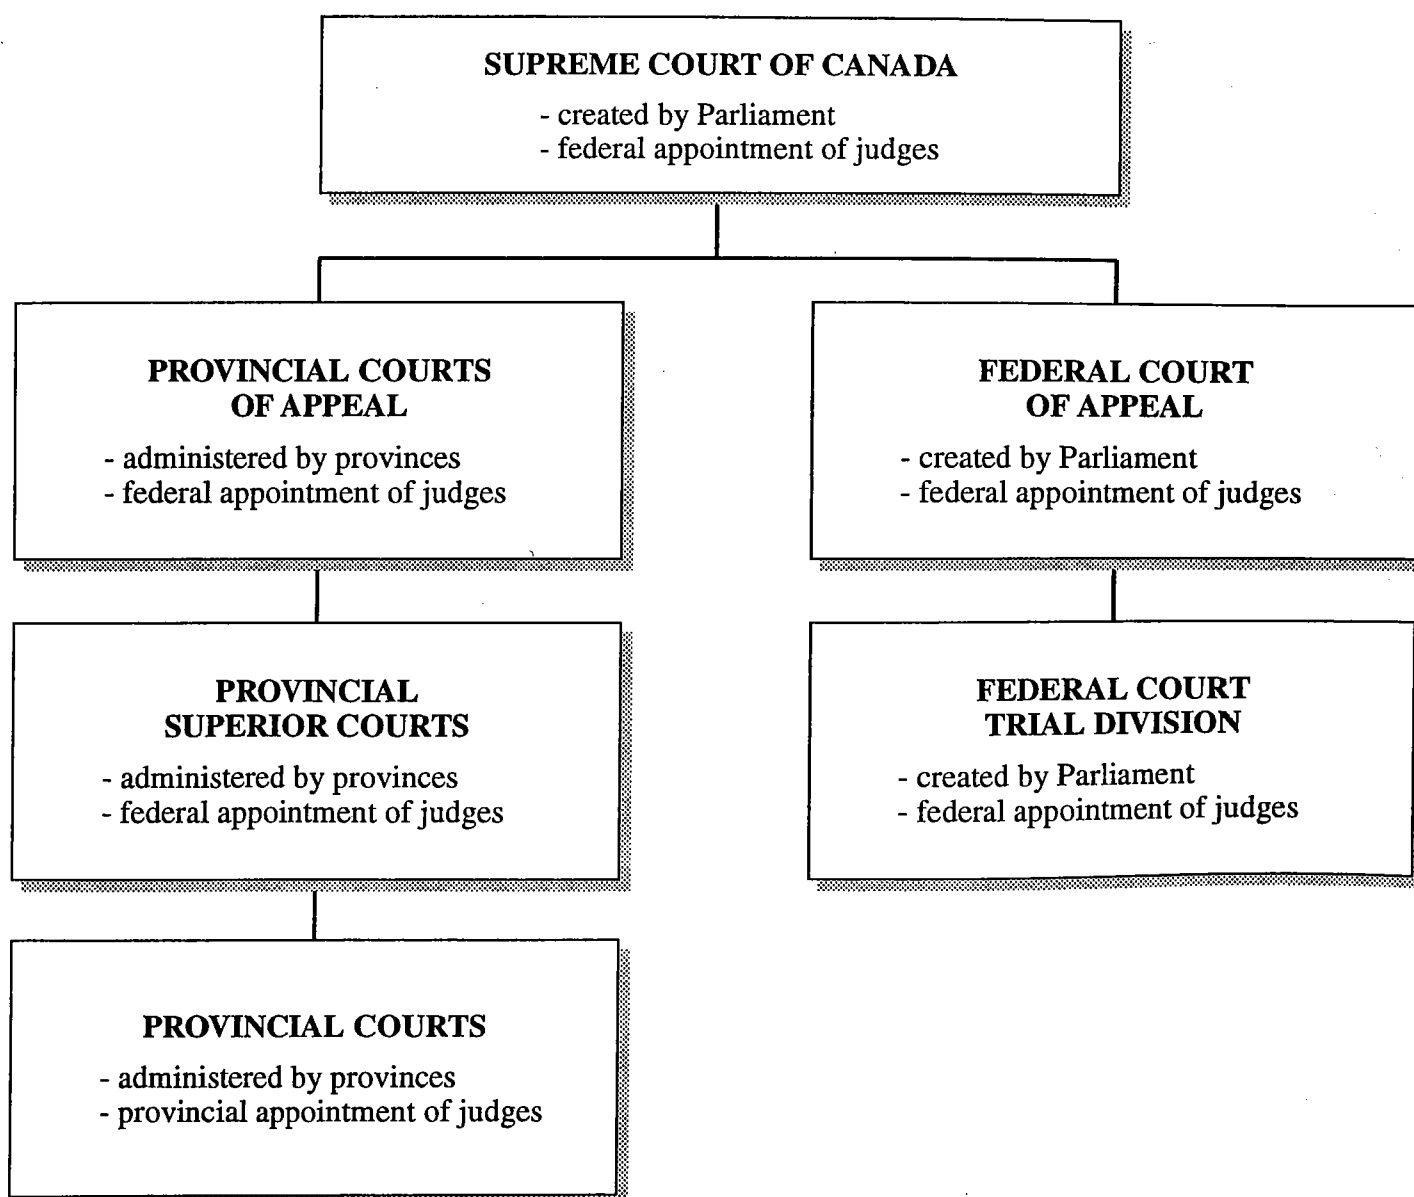 SUPREME COURT OF CANADA
- created by Parliament
- federal appointment of judges
PROVINCIAL COURTS
OF APPEAL
- administered by provinces
- federal appointment of judges
FEDERAL COURT
OF APPEAL
- created by Parliament
- federal appointment of judges
PROVINCIAL
SUPERIOR COURTS
- administered by provinces
- federal appointment of judges
FEDERAL COURT
TRIAL DIVISION
- created by Parliament
- federal appointment of judges
PROVINCIAL COURTS
- administered by provinces
- provincial appointment of judges